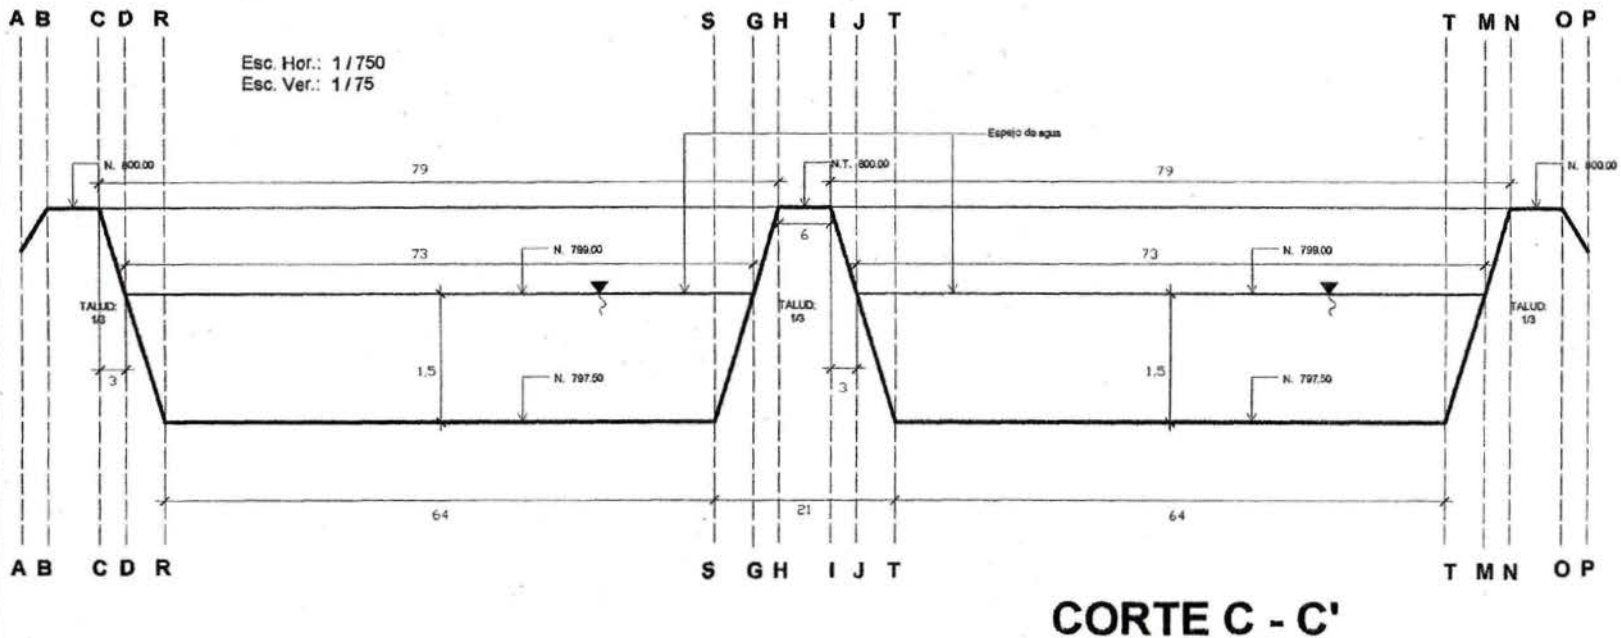 A B C D R S G H I J T T M N O P
Esc. Hor.: 1/750
Esc. Ver.: 1/75
Espejo de agua
N. 800.00
79
N.T. 800.00
79
N. 800.00
6
73
N. 799.00
73
N. 799.00
TALUD:
1/3
TALUD:
1/3
TALUD:
1/3
3
1,5
N. 797.50
3
1,5
N. 797.50
64
21
64
A B C D R S G H I J T T M N O P
CORTE C - C'